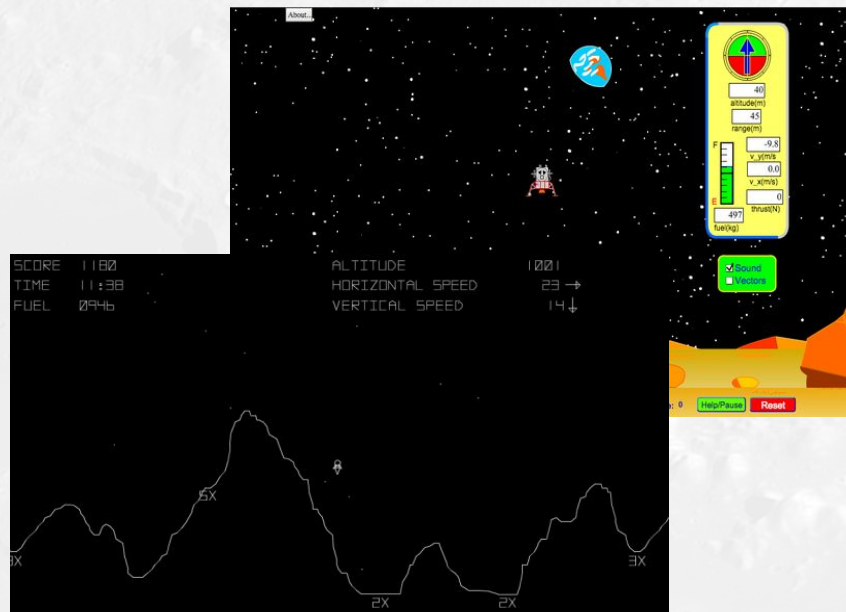 About...
40
altitude(m)
45
range(m)
F
-9.8
v_y(m/s
0.0
v_x(m/s)
E
0
thrust(N)
497
fuel(kg)
Sound
Vectors
0 Help/Pause Reset
SCORE 1180 ALTITUDE 1001
TIME 11:38 HORIZONTAL SPEED 23 →
FUEL 0946 VERTICAL SPEED 14 ↓
5X
2X
2X
3X